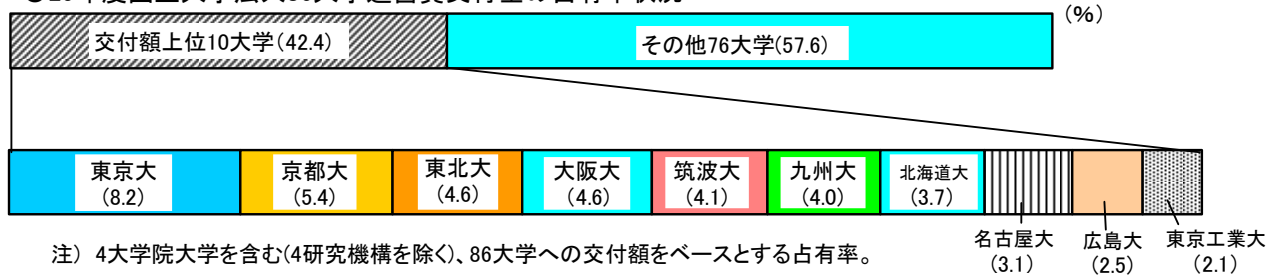 (%)
交付額上位10大学(42.4)
その他76大学(57.6)
東京大
(8.2)
京都大
(5.4)
東北大
(4.6)
大阪大
(4.6)
筑波大
(4.1)
九州大
(4.0)
北海道大
(3.7)
名古屋大
(3.1)
広島大
(2.5)
東京工業大
(2.1)
注) 4大学院大学を含む(4研究機構を除く)、86大学への交付額をベースとする占有率。